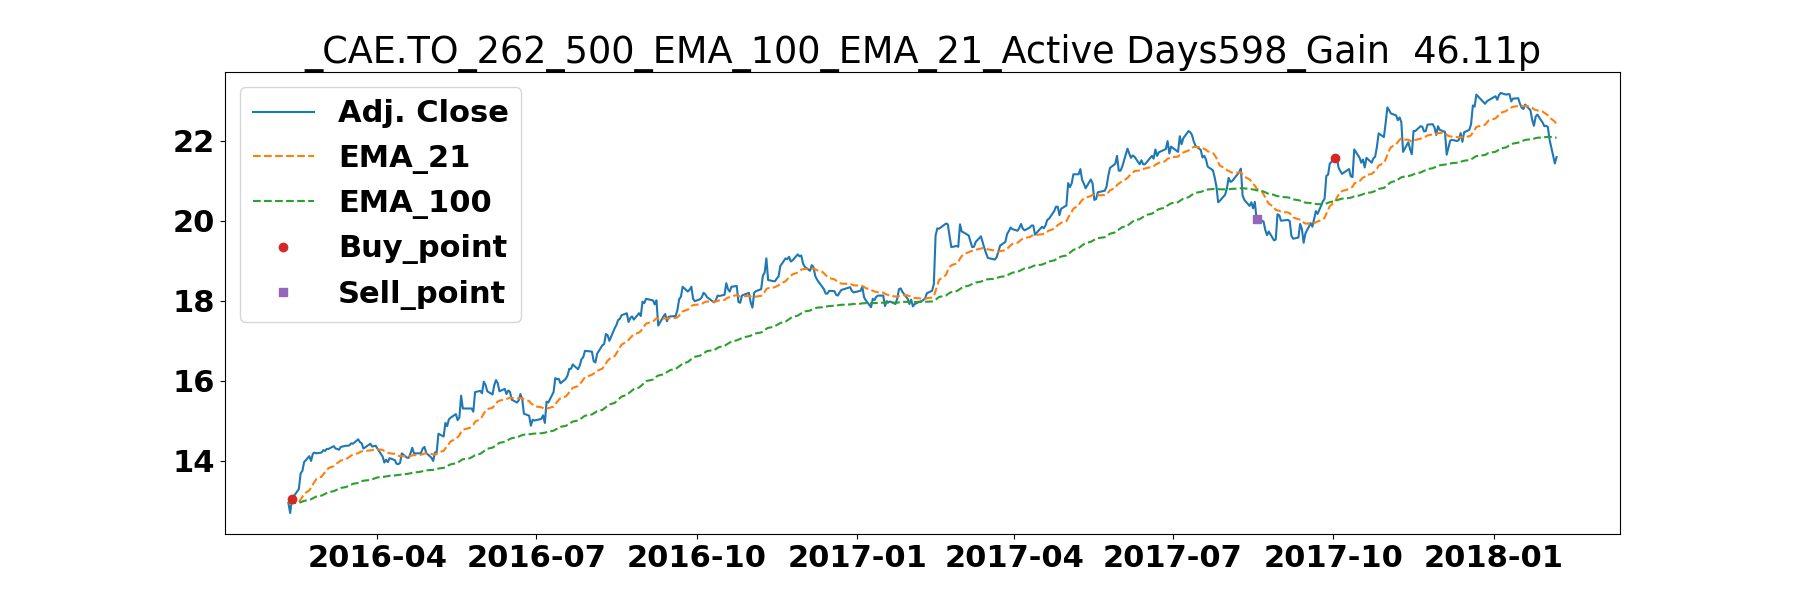 _CAE.TO_262_500_EMA_100_EMA_21_Active Days598_Gain  46.11p
Adj. Close
EMA_21
EMA_100
Buy_point
Sell_point
22
20
18
16
14
2016-04 2016-07 2016-10 2017-01 2017-04 2017-07 2017-10 2018-01